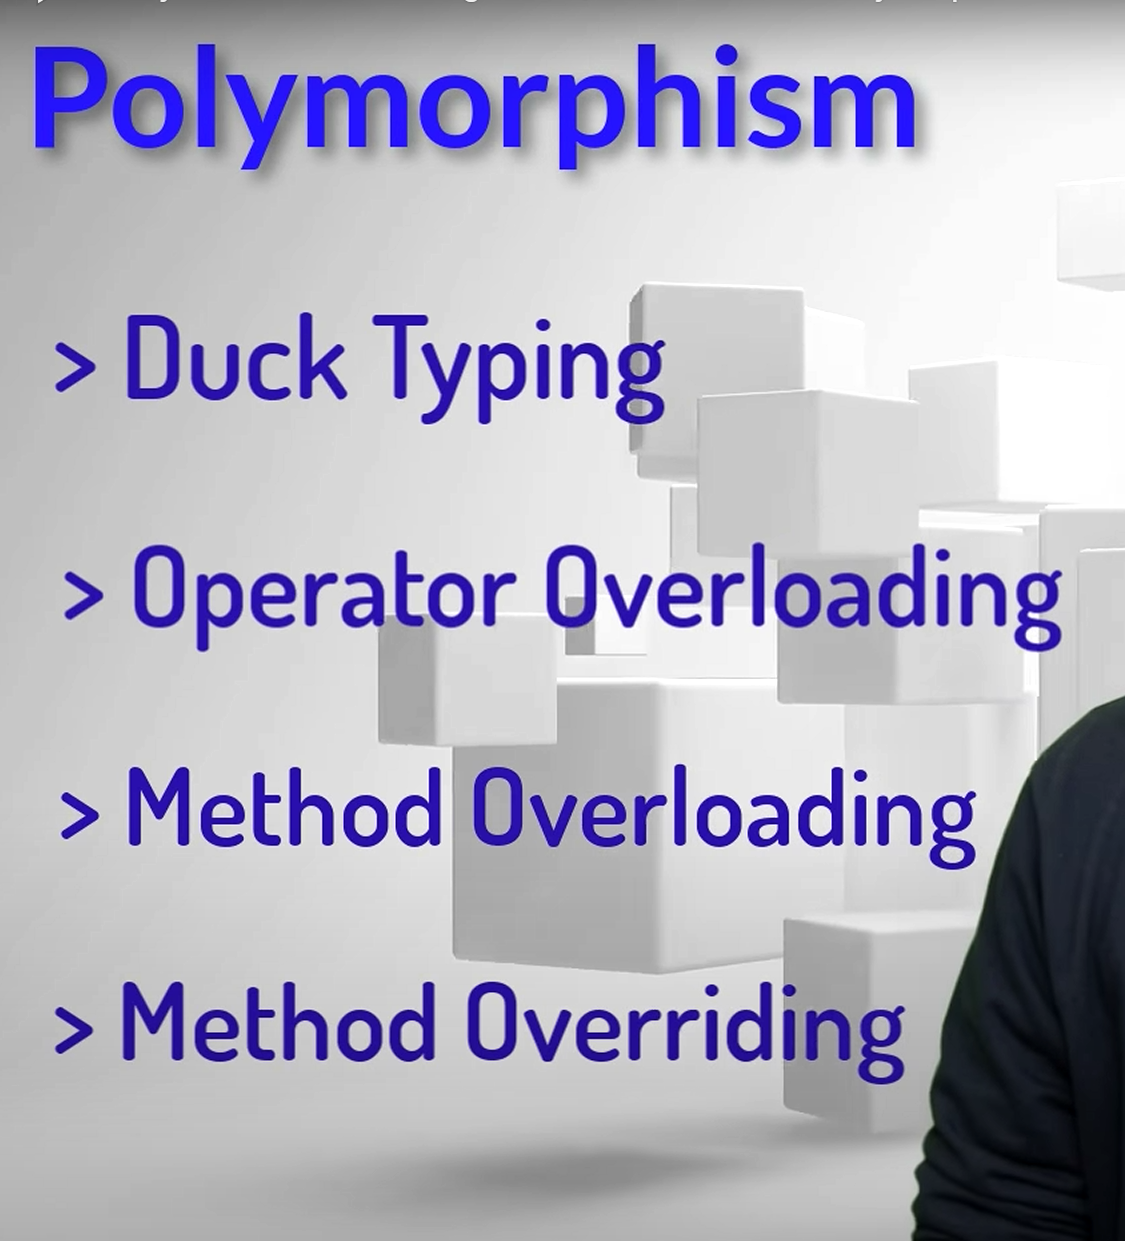 Polymorphism
> Duck Typing
> Operator Overloading
> Method Overloading
> Method Overriding